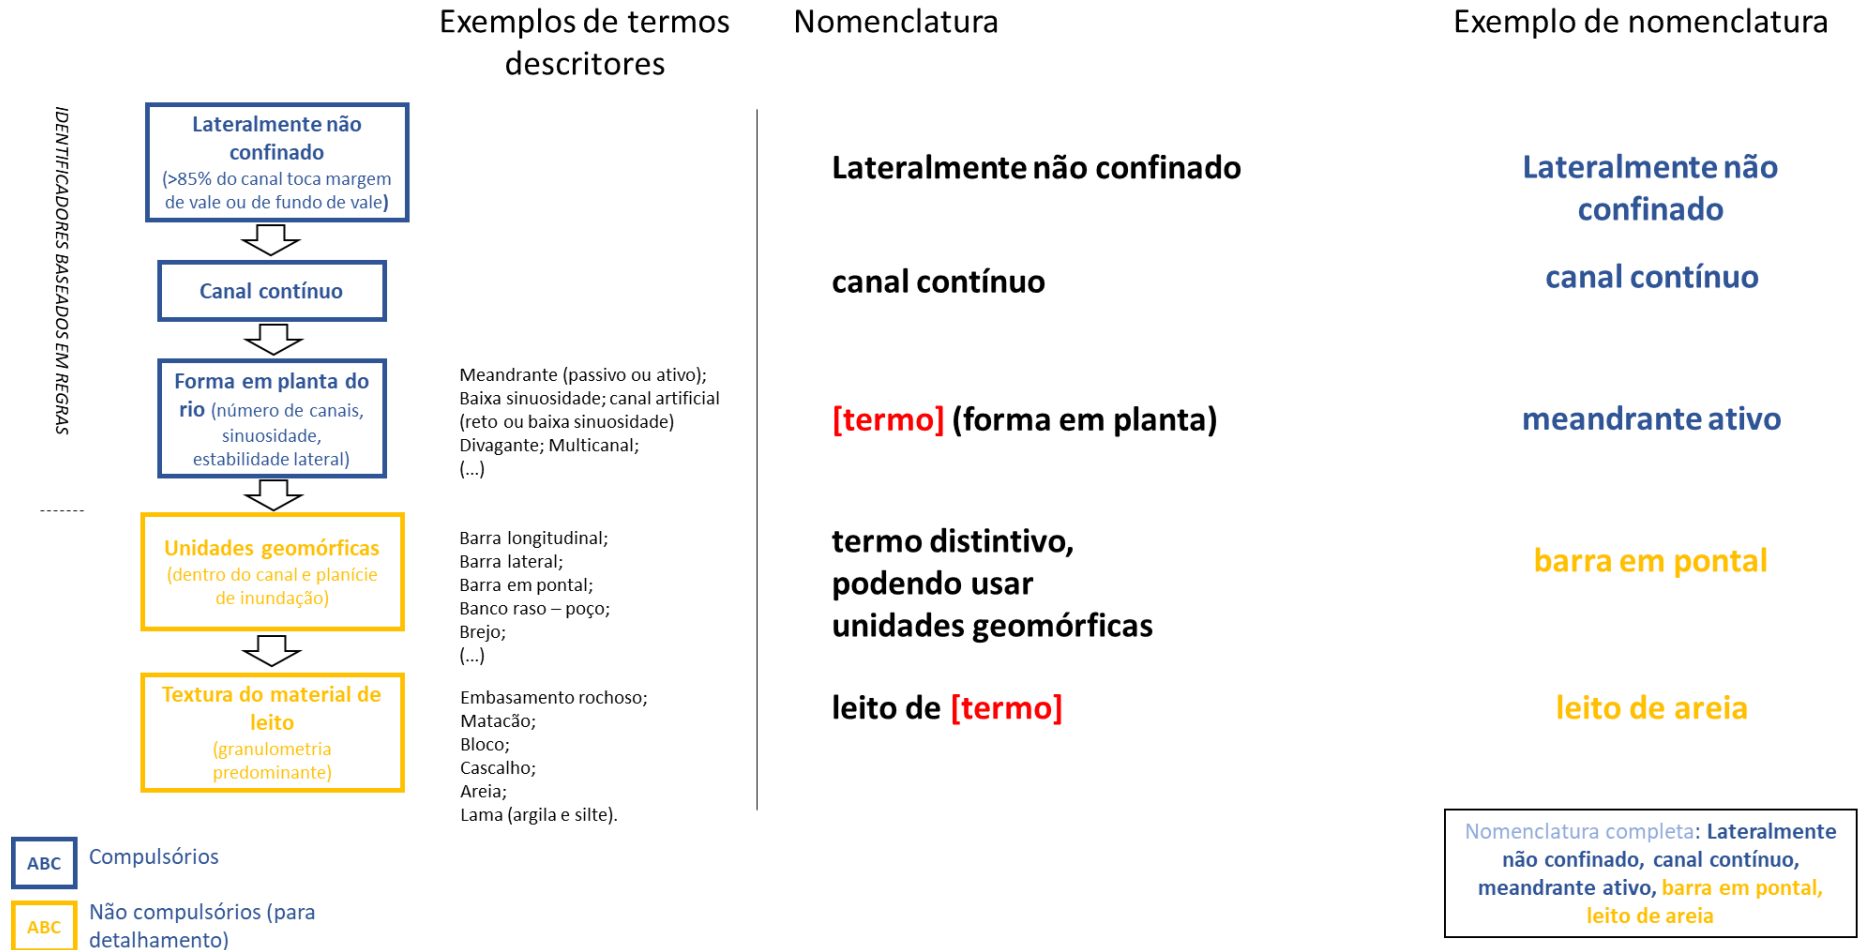 Exemplos de termos
descritores
Nomenclatura
Exemplo de nomenclatura
IDENTIFICADORES BASEADOS EM REGRAS
Lateralmente não
confinado
(>85% do canal toca margem
de vale ou de fundo de vale)
Lateralmente não confinado
Lateralmente não
confinado
Canal contínuo
canal contínuo
canal contínuo
Forma em planta do
rio (número de canais,
sinuosidade,
estabilidade lateral)
Meandrante (passivo ou ativo);
Baixa sinuosidade; canal artificial
(reto ou baixa sinuosidade)
Divagante; Multicanal;
(...)
[termo] (forma em planta)
meandrante ativo
-------
Unidades geomórficas
(dentro do canal e planície
de inundação)
Barra longitudinal;
Barra lateral;
Barra em pontal;
Banco raso – poço;
Brejo;
(...)
termo distintivo,
podendo usar
unidades geomórficas
barra em pontal
Textura do material de
leito
(granulometria
predominante)
Embasamento rochoso;
Matacão;
Bloco;
Cascalho;
Areia;
Lama (argila e silte).
leito de [termo]
leito de areia
ABC
Compulsórios
ABC
Não compulsórios (para
detalhamento)
Nomenclatura completa: Lateralmente
não confinado, canal contínuo,
meandrante ativo, barra em pontal,
leito de areia